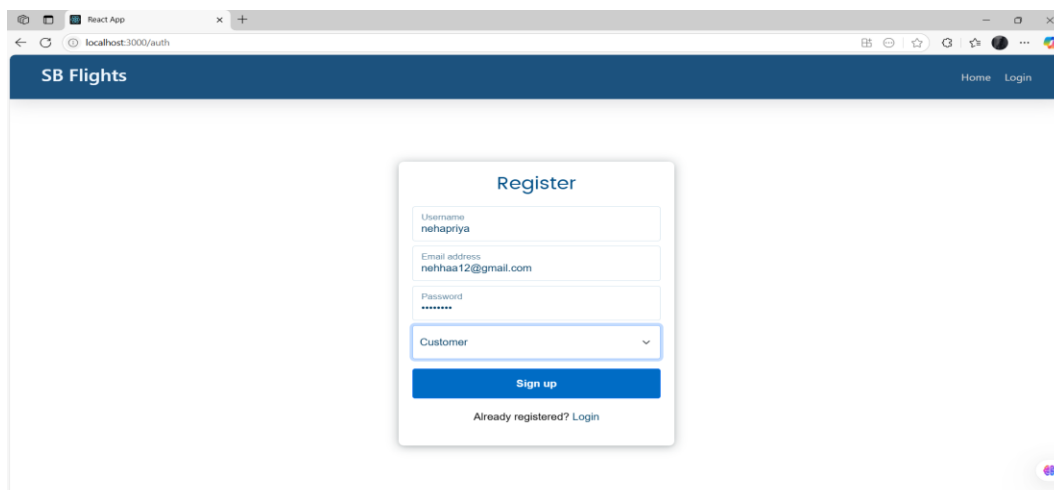 React App
localhost:3000/auth
SB Flights
Home Login
Register
Username
nehapriya
Email address
nehhaa12@gmail.com
Password
••••••••
Customer
Sign up
Already registered? Login